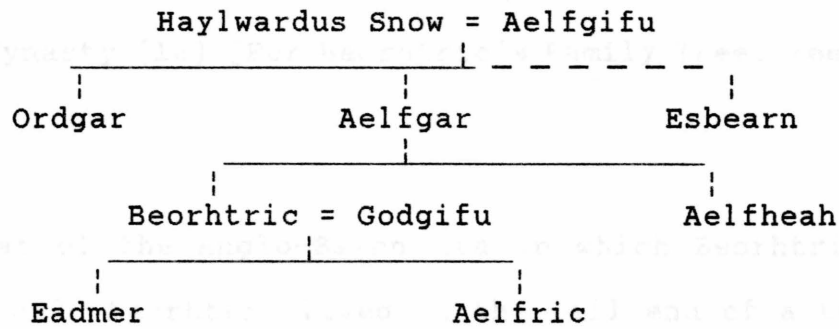 Haylwardus Snow = Aelfgifu
Ordgar Aelfgar Esbearn
Beorhtric = Godgifu Aelfheah
Eadmer Aelfric